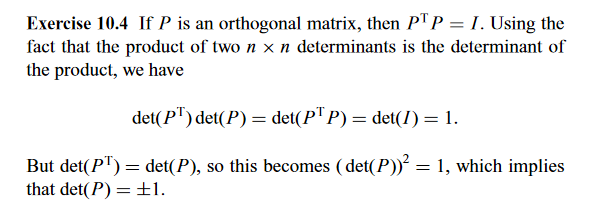 Exercise 10.4 If P is an orthogonal matrix, then PᵀP = I. Using the
fact that the product of two n × n determinants is the determinant of
the product, we have
det(Pᵀ) det(P) = det(PᵀP) = det(I) = 1.
But det(Pᵀ) = det(P), so this becomes (det(P))² = 1, which implies
that det(P) = ±1.